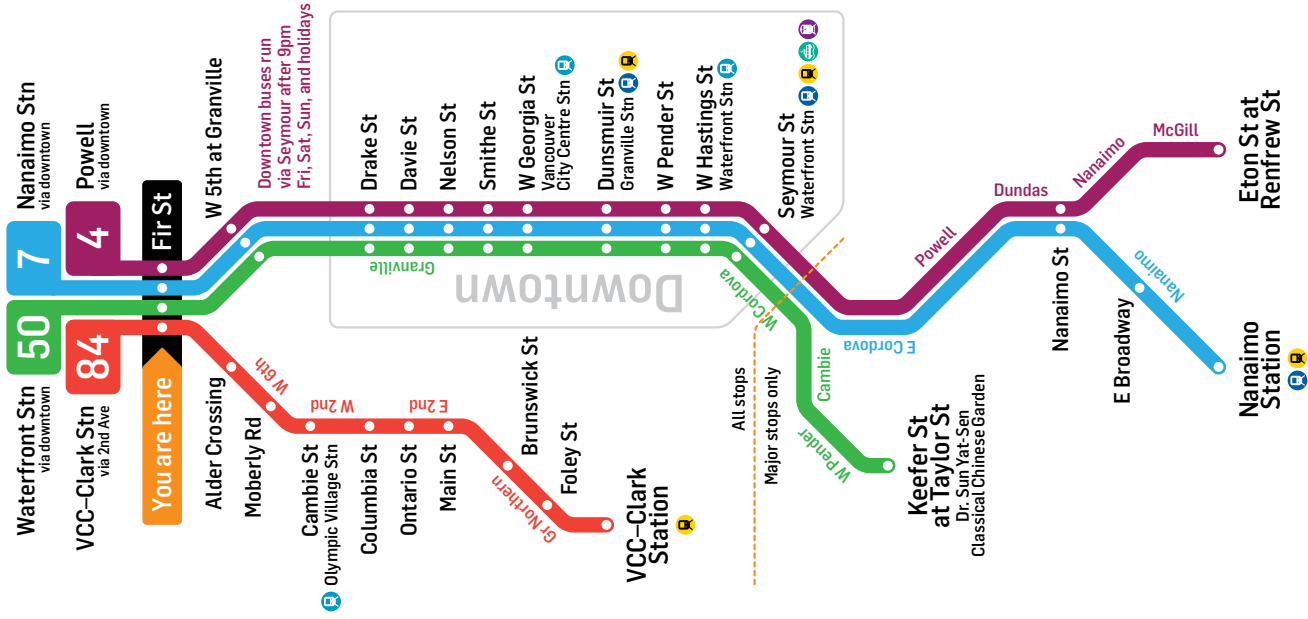 50
Waterfront Stn
via downtown
7
Nanaimo Stn
via downtown
84
VCC–Clark Stn
via 2nd Ave
4
Powell
via downtown
You are here
Fir St
Alder Crossing
Moberly Rd
W 6th
Cambie St
Olympic Village Stn
W 2nd
Columbia St
Ontario St
E 2nd
Main St
Brunswick St
Gr Northern
Foley St
VCC–Clark
Station
W 5th at Granville
Downtown buses run
via Seymour after 9pm
Fri, Sat, Sun, and holidays
Drake St
Davie St
Granville
Nelson St
Smithe St
W Georgia St
Vancouver
City Centre Stn
Downtown
Dunsmuir St
Granville Stn
W Pender St
W Hastings St
Waterfront Stn
Seymour St
Waterfront Stn
W Cordova
All stops
Major stops only
Cambie
W Pender
Keefer St
at Taylor St
Dr. Sun Yat-Sen
Classical Chinese Garden
E Cordova
Powell
Dundas
Nanaimo St
Nanaimo
McGill
Eton St at
Renfrew St
E Broadway
Nanaimo
Nanaimo
Station